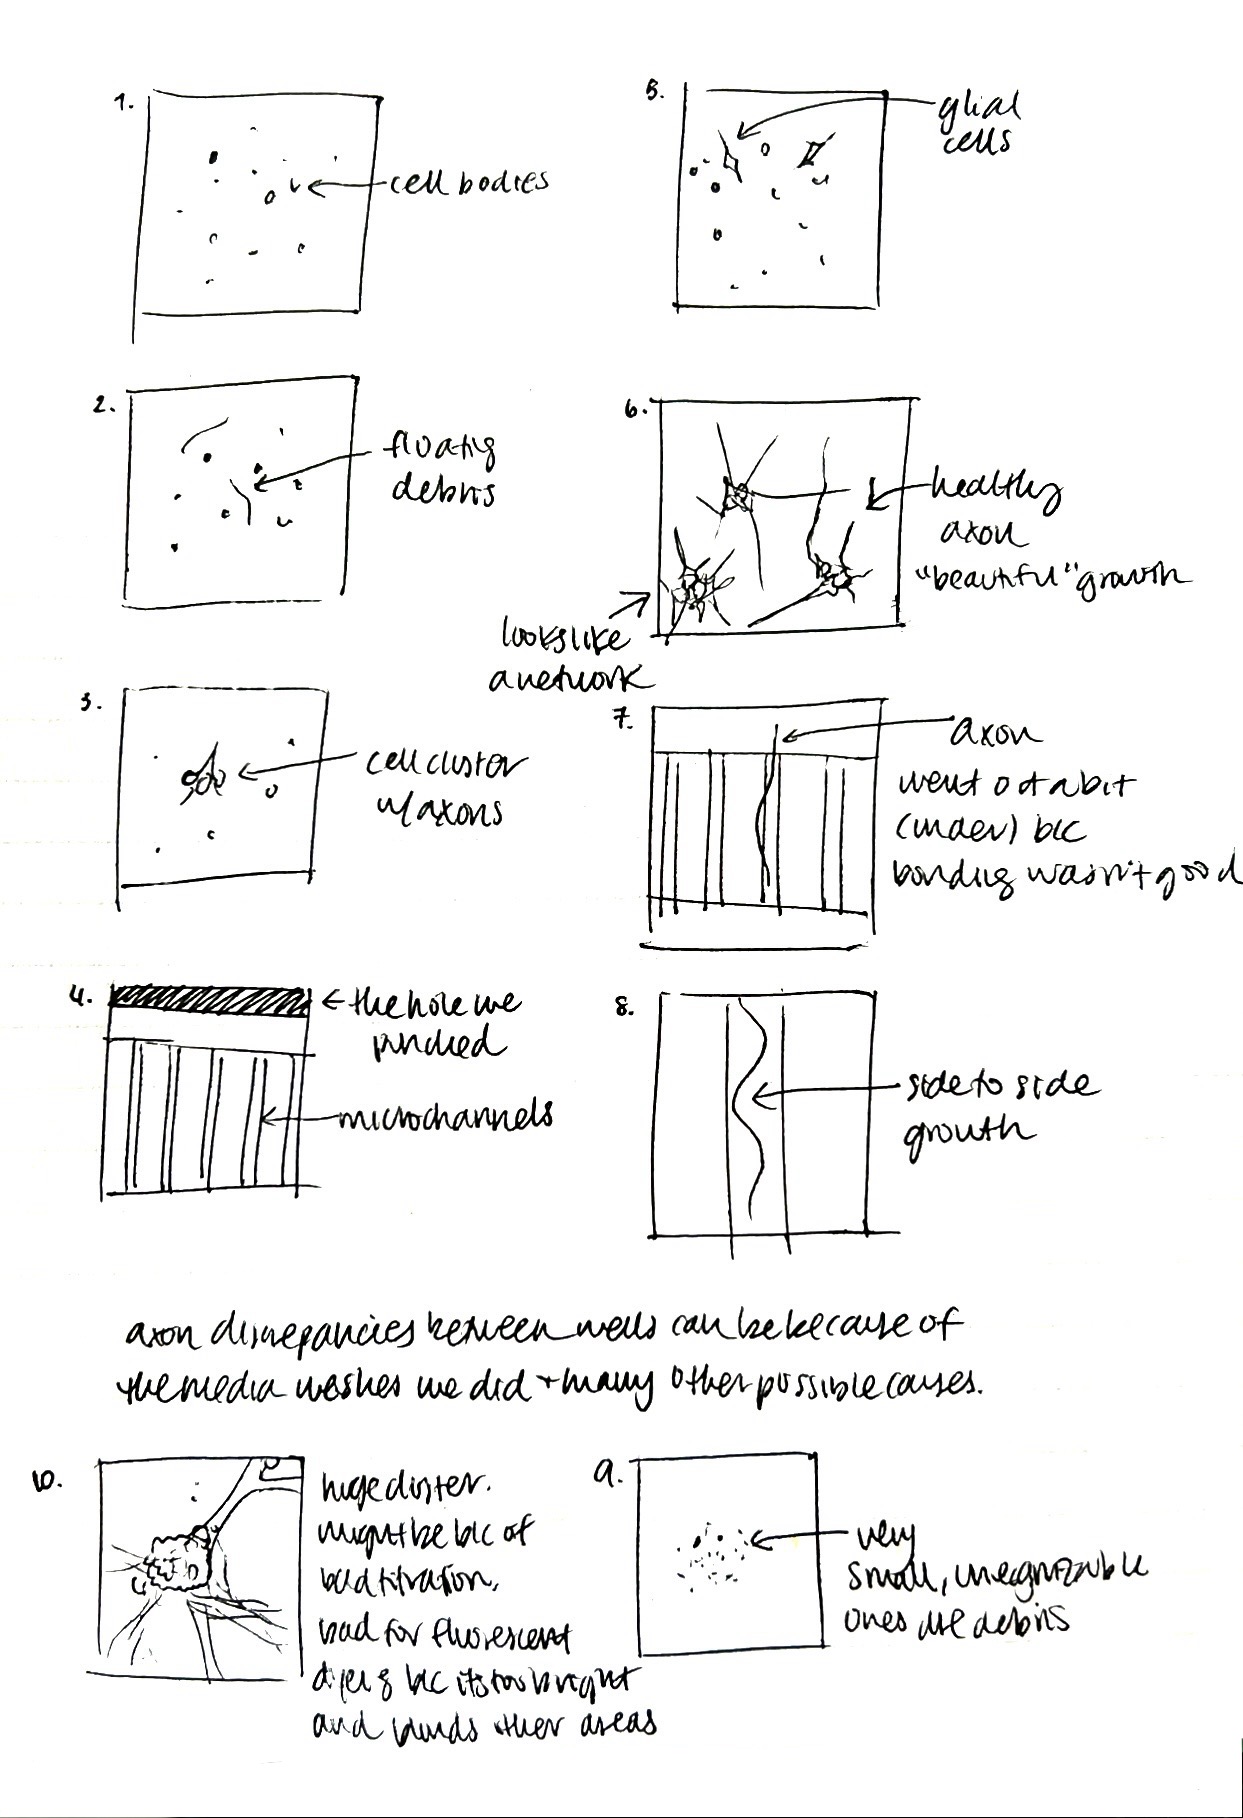 1.
cell bodies
2.
floating
debris
3.
cell cluster
w/axons
4.
← the hole we
punched
microchannels
5.
glial
cells
6.
healthy
axon
"beautiful" growth
looks like
a network
7.
axon
went out a bit
(under) b/c
bonding wasn't good
8.
side to side
growth
axon discrepancies between wells can be because of
the media washes we did + many other possible causes.
10.
huge cluster.
might be b/c of
bad titration,
bad for fluorescent
dyeing b/c its too bright
and blinds other areas
9.
very
small, unrecognizable
ones are debris